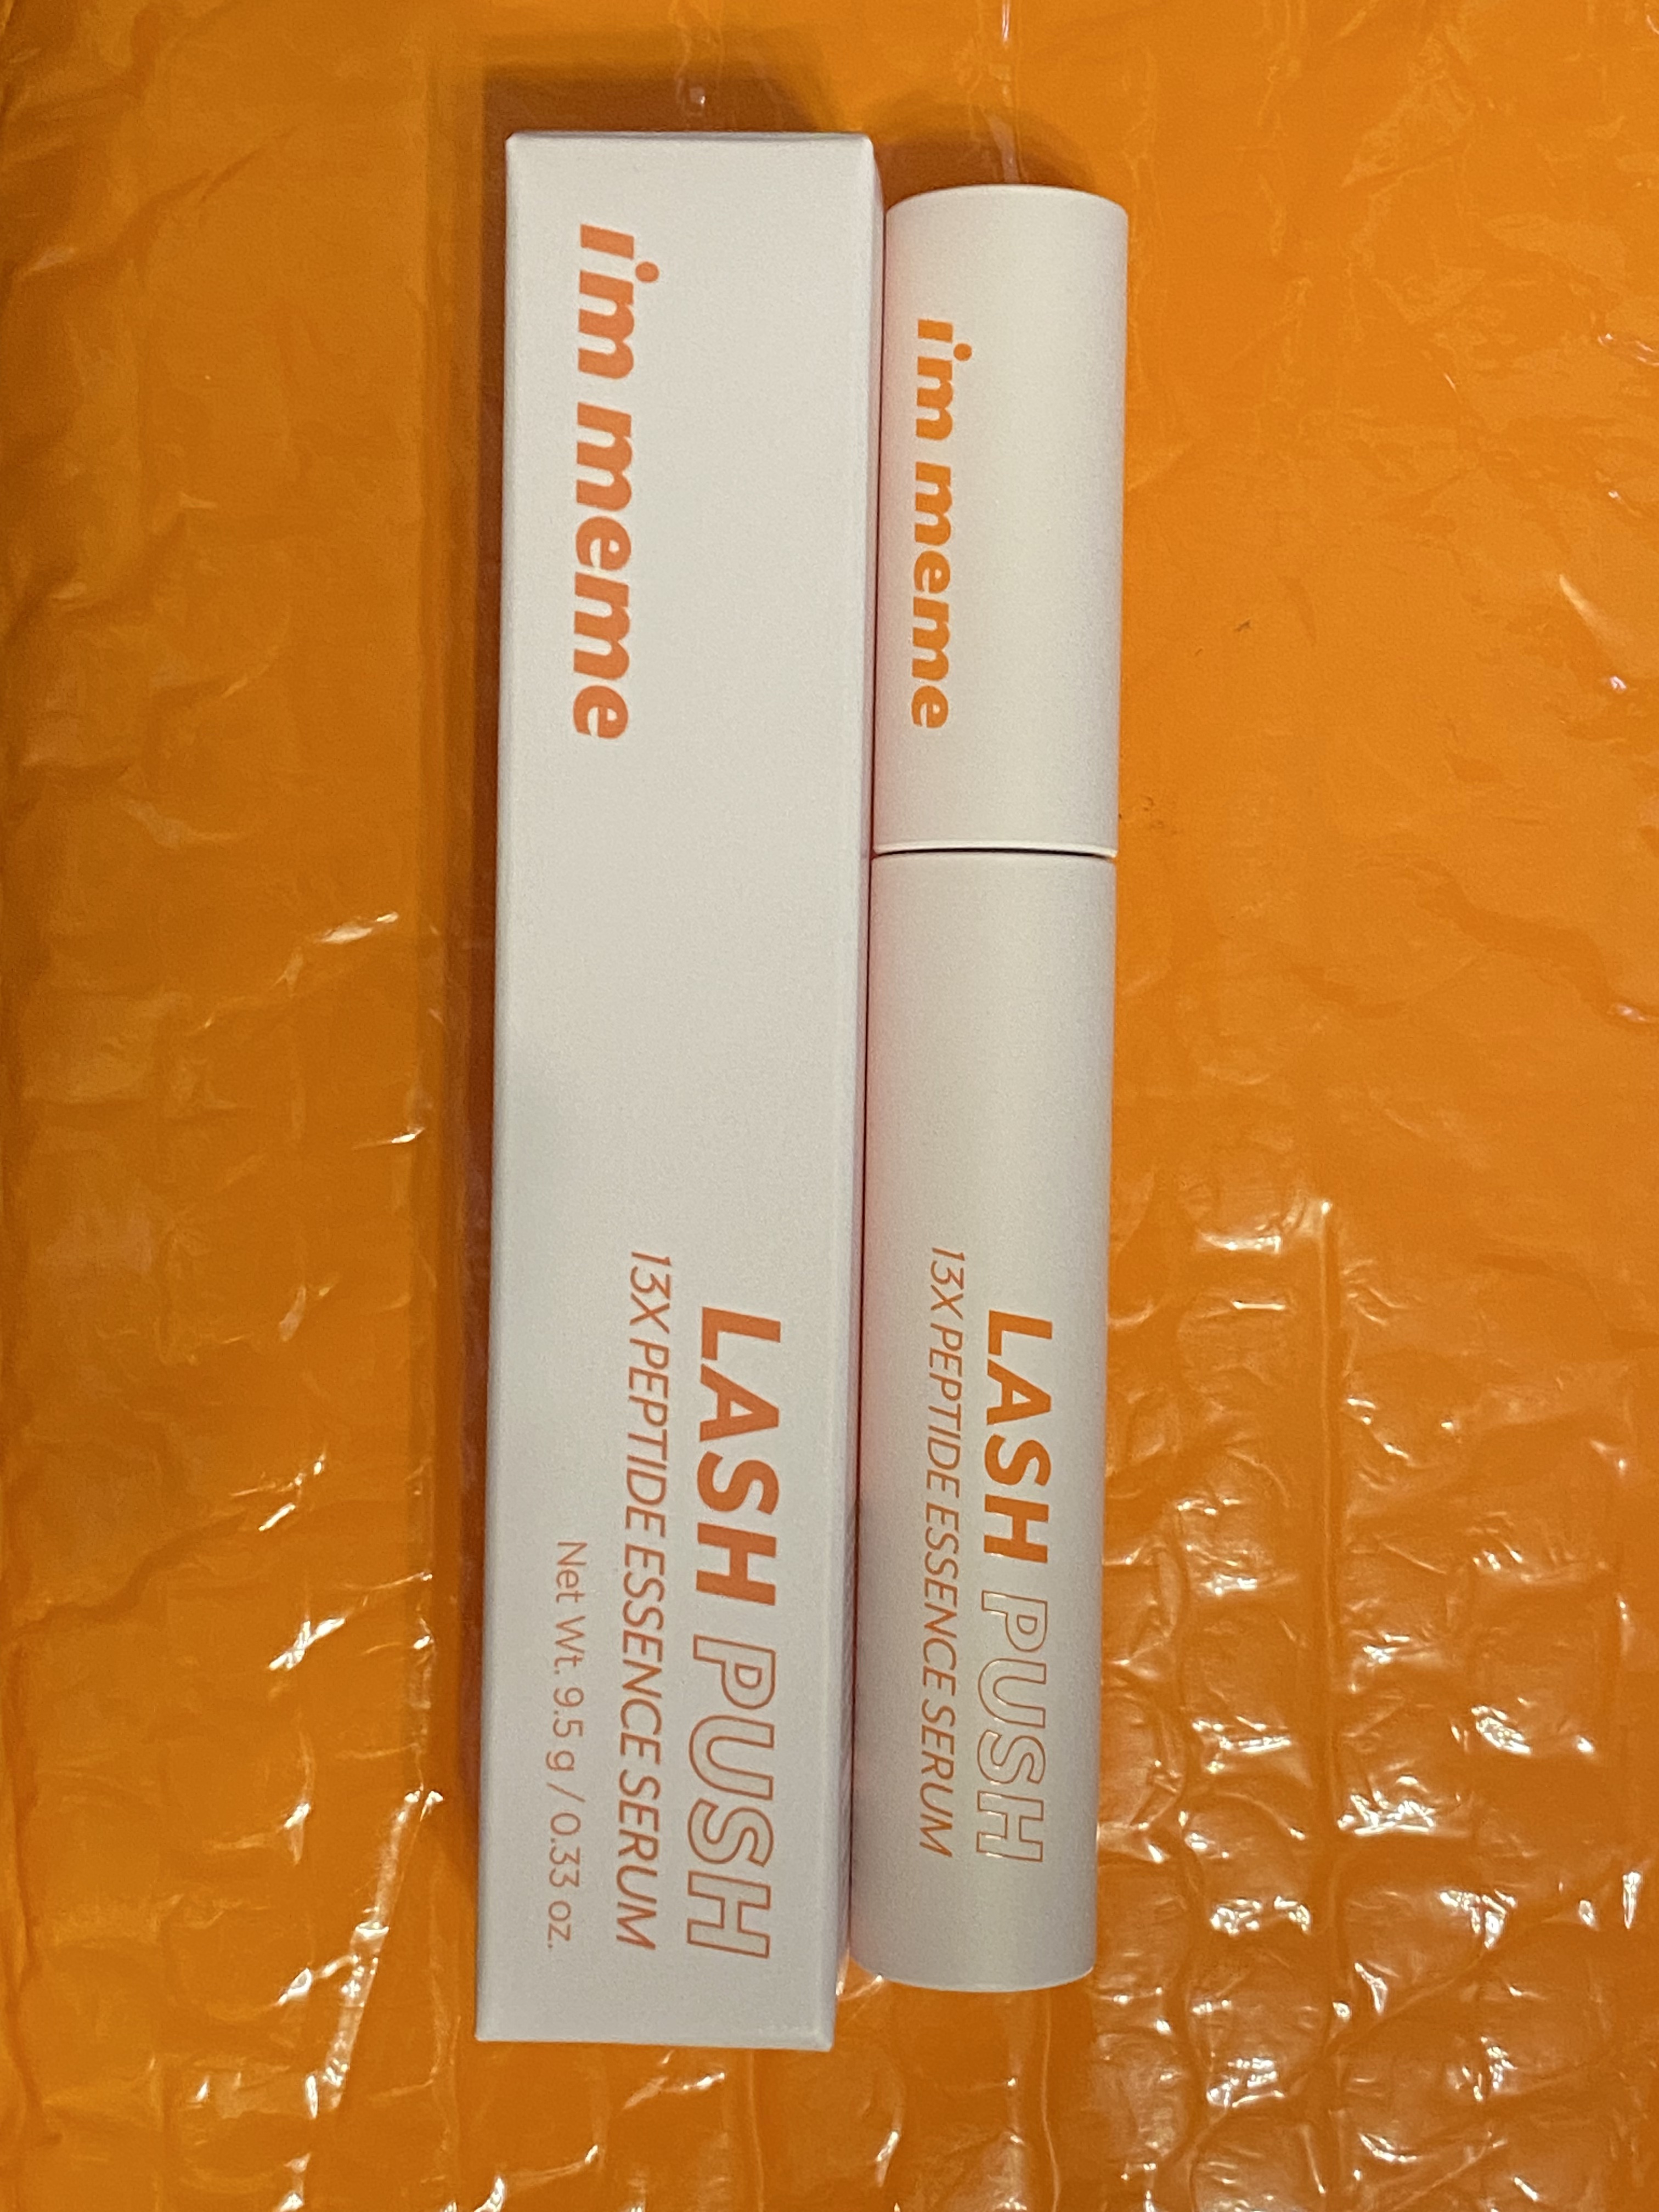 i'm meme
LASH PUSH
13X PEPTIDE ESSENCE SERUM
Net Wt. 9.5 g / 0.33 oz.
i'm meme
LASH PUSH
13X PEPTIDE ESSENCE SERUM